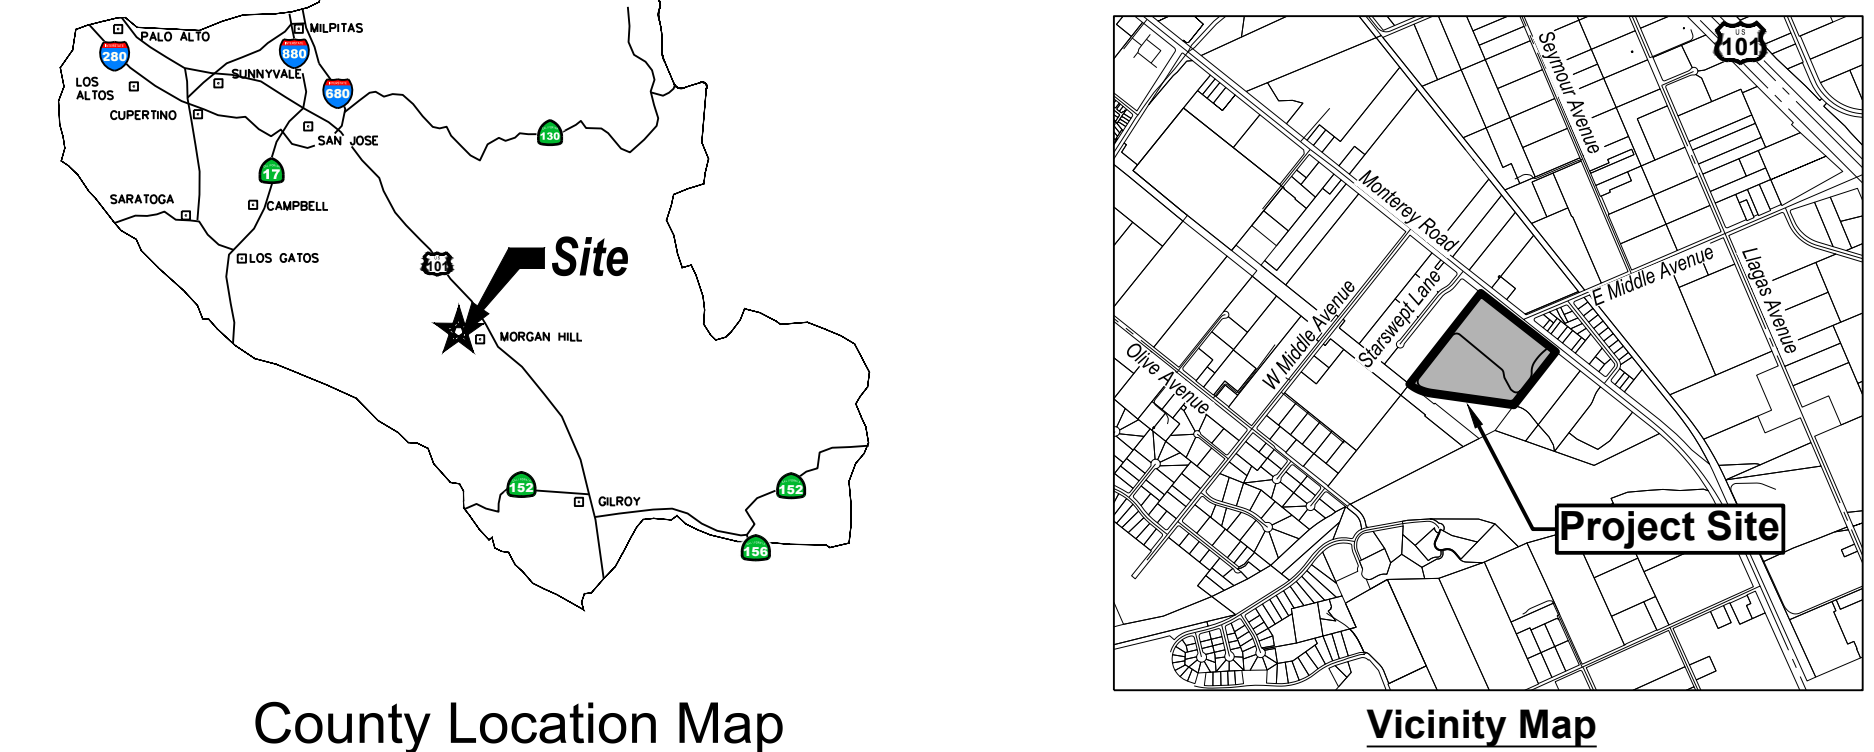 PALO ALTO
MILPITAS
280
880
SUNNYVALE
LOS
ALTOS
680
CUPERTINO
SAN JOSE
130
17
SARATOGA
CAMPBELL
LOS GATOS
US
101
Site
MORGAN HILL
152
GILROY
152
156
County Location Map
US
101
Seymour Avenue
Monterey Road
E Middle Avenue
Llagas Avenue
W Middle Avenue
Starswept Lane
Olive Avenue
Project Site
Vicinity Map